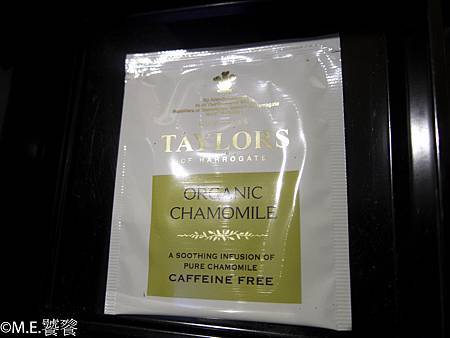 TAYLORS
OF HARROGATE
ORGANIC
CHAMOMILE
A SOOTHING INFUSION OF
PURE CHAMOMILE
CAFFEINE FREE
©M.E.饕餮